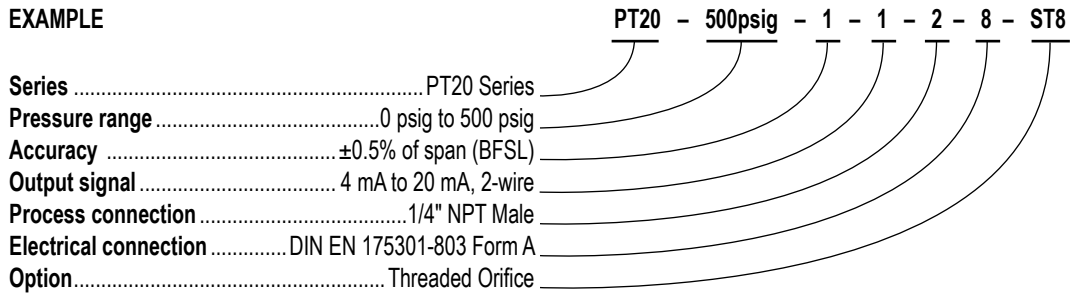 EXAMPLE PT20 – 500psig – 1 – 1 – 2 – 8 – ST8
Series ............................................................ PT20 Series
Pressure range .......................................... 0 psig to 500 psig
Accuracy ........................................... ±0.5% of span (BFSL)
Output signal ..................................... 4 mA to 20 mA, 2-wire
Process connection ....................................... 1/4" NPT Male
Electrical connection .............. DIN EN 175301-803 Form A
Option .......................................................... Threaded Orifice